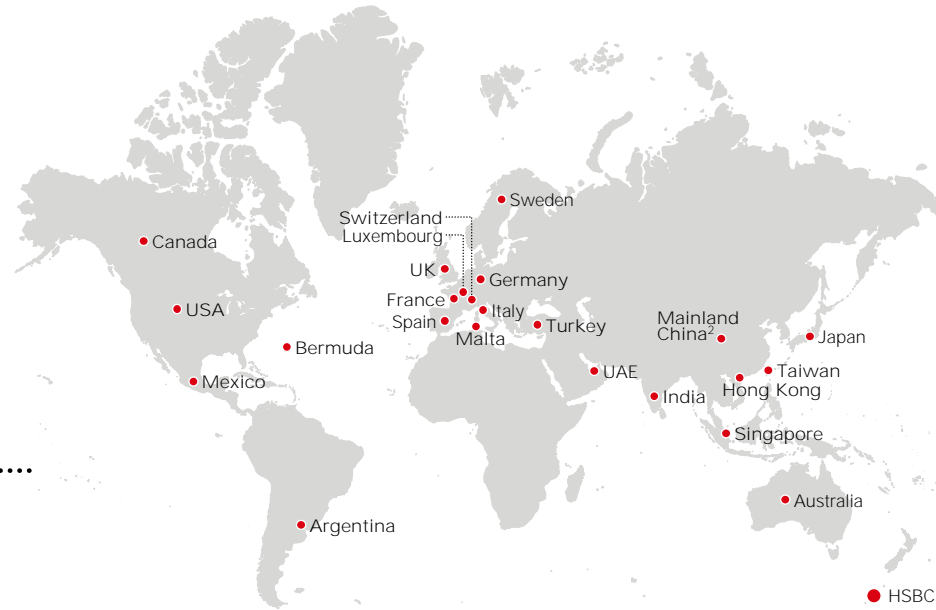 Sweden
Switzerland
Luxembourg
Canada
UK
Germany
France
Italy
USA
Spain
Turkey
Malta
Mainland
China²
Japan
Bermuda
UAE
Taiwan
Mexico
Hong Kong
India
Singapore
Australia
Argentina
HSBC